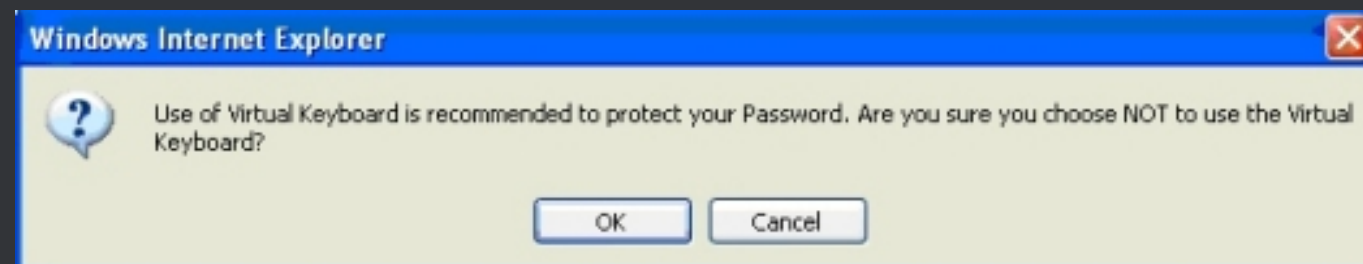 Windows Internet Explorer
Use of Virtual Keyboard is recommended to protect your Password. Are you sure you choose NOT to use the Virtual
Keyboard?
OK
Cancel